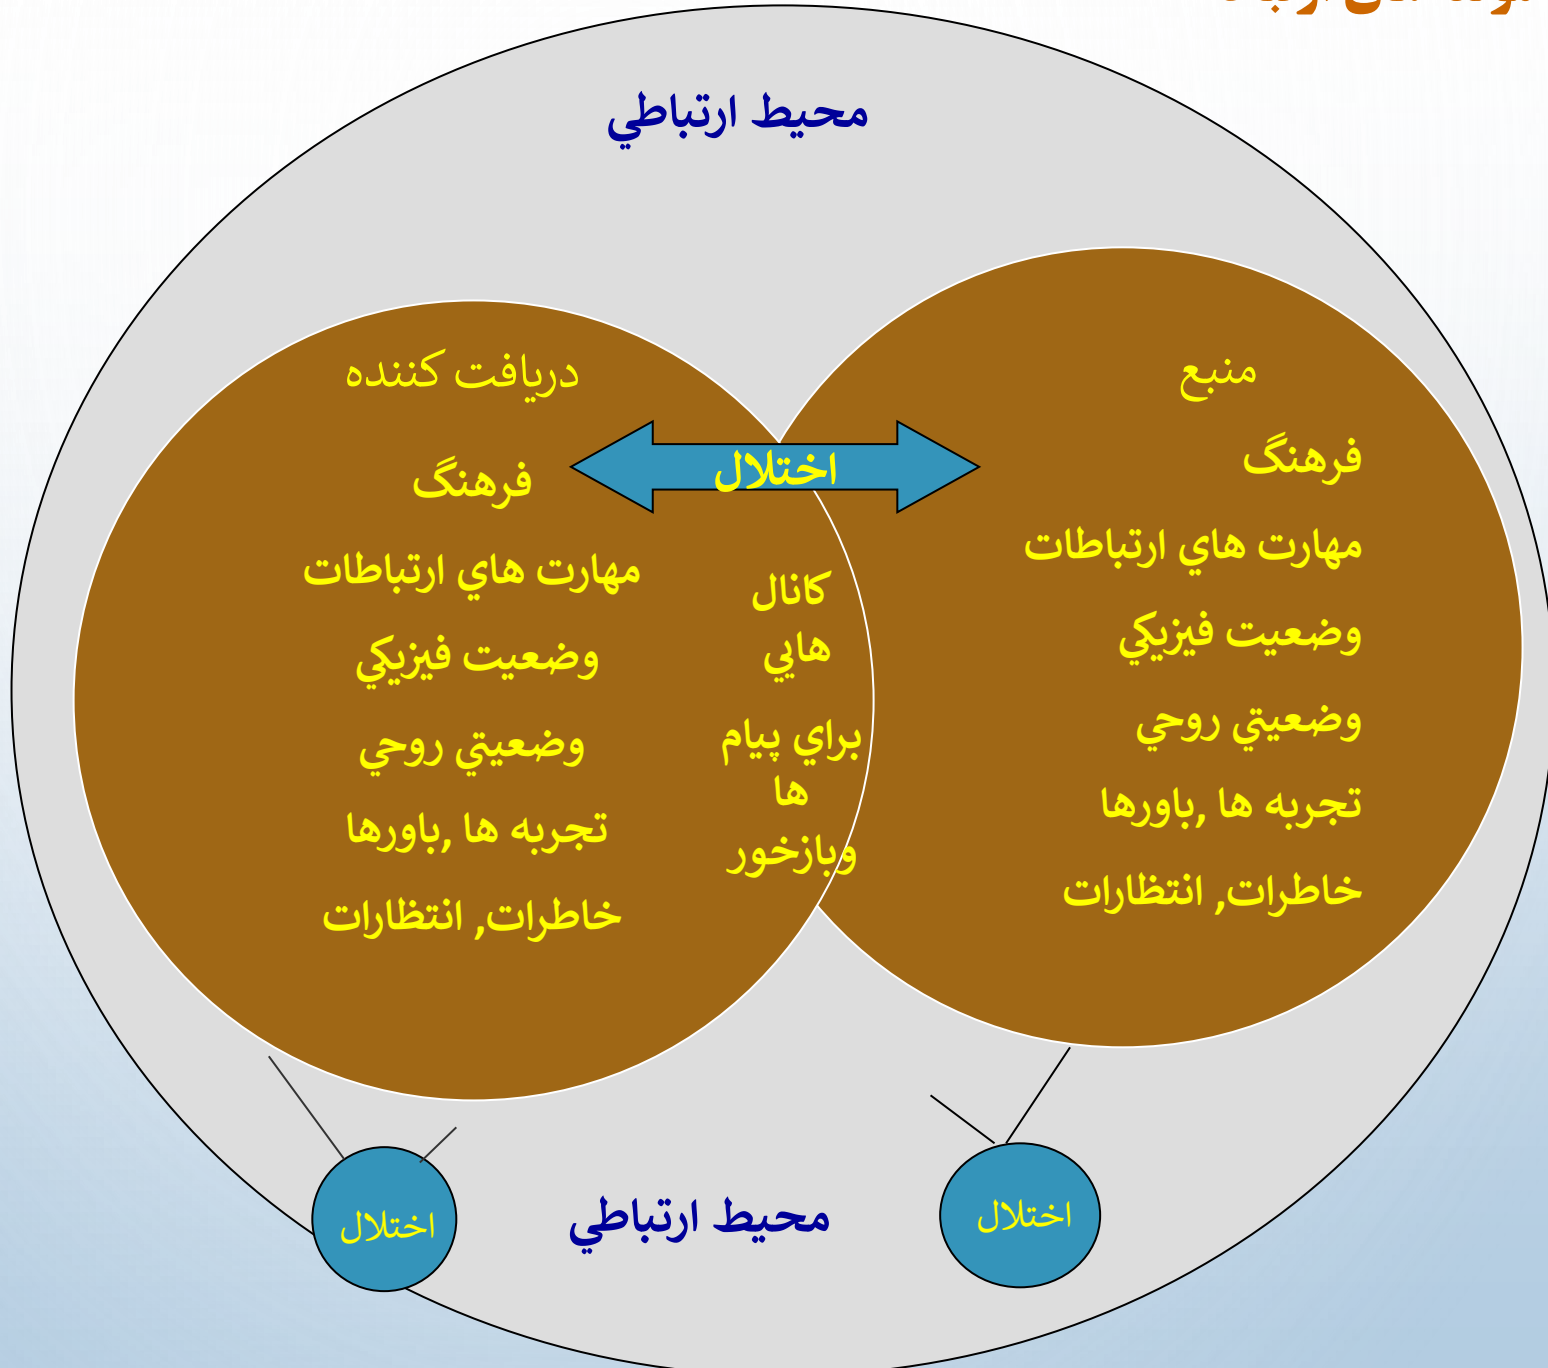 محيط ارتباطي
منبع
فرهنگ
مهارت هاي ارتباطات
وضعيت فيزيكي
وضعيتي روحي
تجربه ها ,باورها
خاطرات, انتظارات
اختلال
كانال
هايي
براي پيام
ها
وبازخور
دريافت كننده
فرهنگ
مهارت هاي ارتباطات
وضعيت فيزيكي
وضعيتي روحي
تجربه ها ,باورها
خاطرات, انتظارات
اختلال
محيط ارتباطي
اختلال